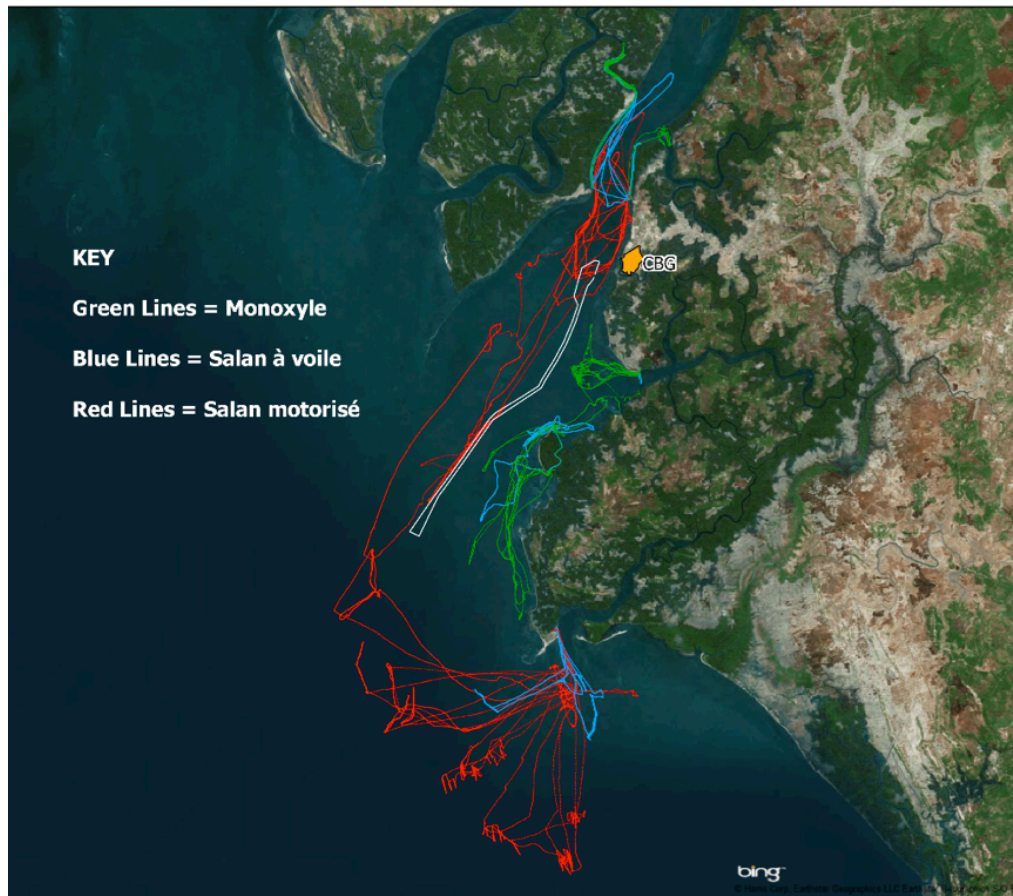 KEY
Green Lines = Monoxyle
Blue Lines = Salan à voile
Red Lines = Salan motorisé
CBG
bing